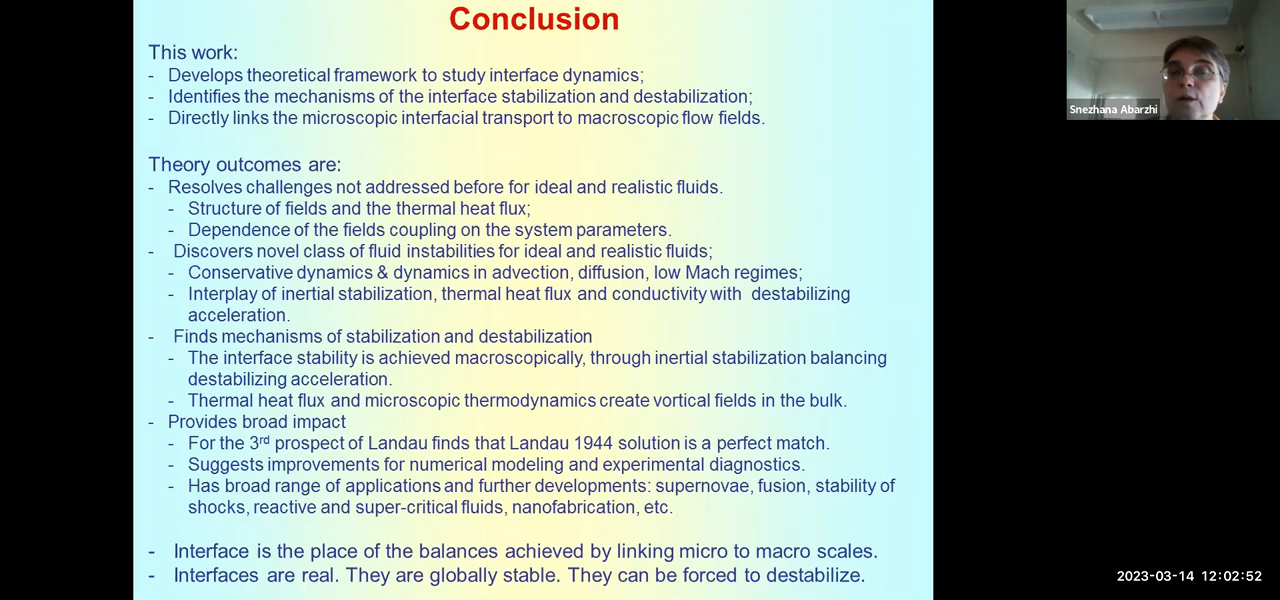 Conclusion
This work:
- Develops theoretical framework to study interface dynamics;
- Identifies the mechanisms of the interface stabilization and destabilization;
- Directly links the microscopic interfacial transport to macroscopic flow fields.
Theory outcomes are:
- Resolves challenges not addressed before for ideal and realistic fluids.
- Structure of fields and the thermal heat flux;
- Dependence of the fields coupling on the system parameters.
- Discovers novel class of fluid instabilities for ideal and realistic fluids;
- Conservative dynamics & dynamics in advection, diffusion, low Mach regimes;
- Interplay of inertial stabilization, thermal heat flux and conductivity with destabilizing
acceleration.
- Finds mechanisms of stabilization and destabilization
- The interface stability is achieved macroscopically, through inertial stabilization balancing
destabilizing acceleration.
- Thermal heat flux and microscopic thermodynamics create vortical fields in the bulk.
- Provides broad impact
- For the 3rd prospect of Landau finds that Landau 1944 solution is a perfect match.
- Suggests improvements for numerical modeling and experimental diagnostics.
- Has broad range of applications and further developments: supernovae, fusion, stability of
shocks, reactive and super-critical fluids, nanofabrication, etc.
- Interface is the place of the balances achieved by linking micro to macro scales.
- Interfaces are real. They are globally stable. They can be forced to destabilize.
Snezhana Abarzhi
2023-03-14 12:02:52